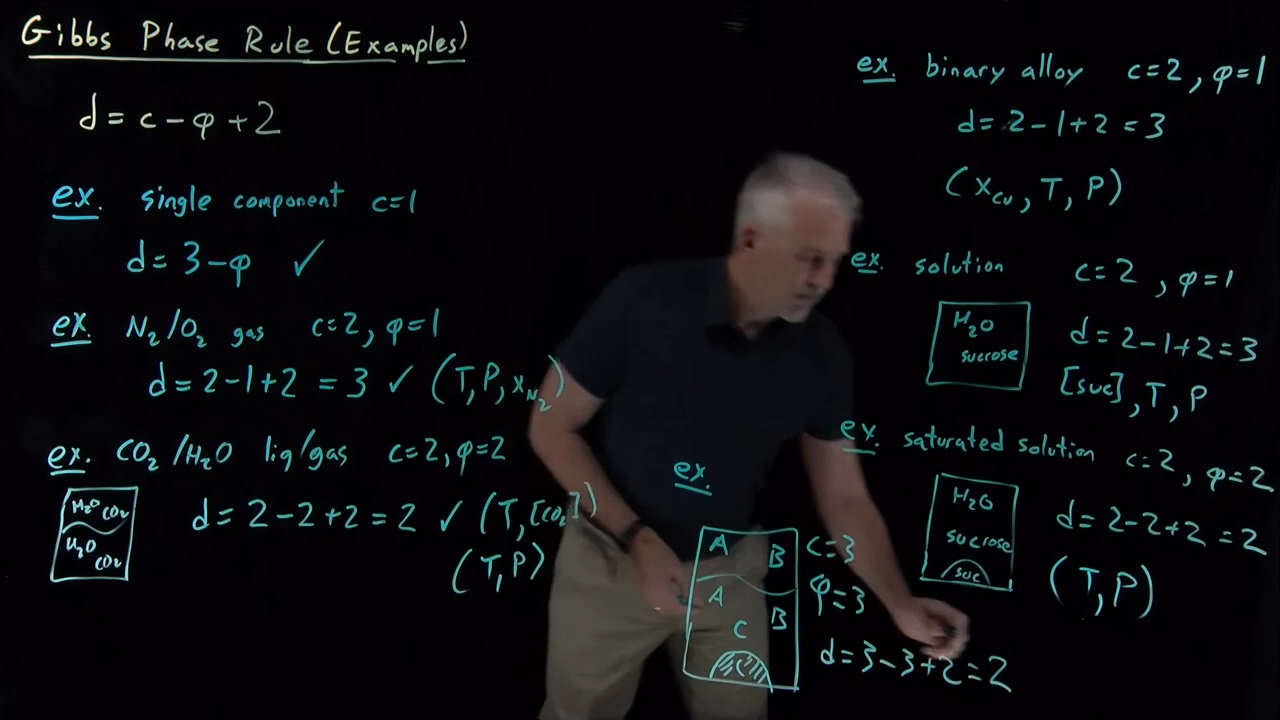 Gibbs Phase Rule (Examples)
d = c - φ + 2
ex. single component c=1
d = 3 - φ ✓
ex. N₂/O₂ gas c=2, φ=1
d = 2-1+2 = 3 ✓ (T, P, x_N₂)
ex. CO₂/H₂O liq/gas c=2, φ=2
H₂O CO₂
H₂O
CO₂
d = 2-2+2 = 2 ✓ (T, [CO₂])
(T, P)
ex.
A B
A B
C
(C)
c=3
φ=3
d=3-3+2=2
ex. binary alloy c=2, φ=1
d=2-1+2=3
(x_Cu, T, P)
ex. solution c=2, φ=1
H₂O
sucrose
d=2-1+2=3
[suc], T, P
ex. saturated solution c=2, φ=2
H₂O
sucrose
suc
d=2-2+2=2
(T, P)